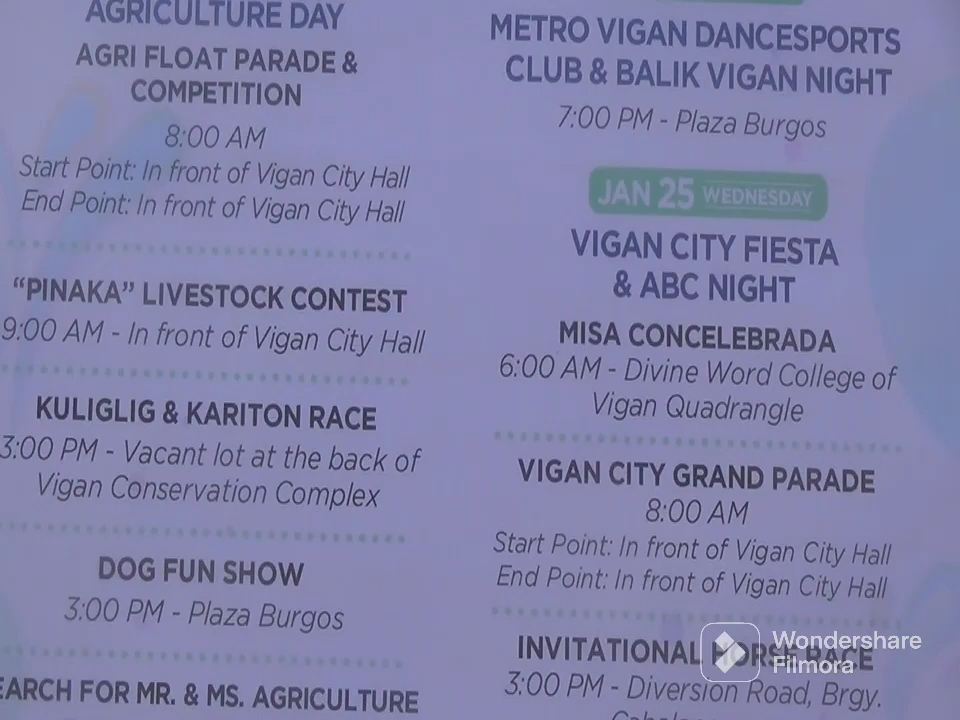 AGRICULTURE DAY
AGRI FLOAT PARADE &
COMPETITION
8:00 AM
Start Point: In front of Vigan City Hall
End Point: In front of Vigan City Hall
"PINAKA" LIVESTOCK CONTEST
9:00 AM - In front of Vigan City Hall
KULIGLIG & KARITON RACE
3:00 PM - Vacant lot at the back of
Vigan Conservation Complex
DOG FUN SHOW
3:00 PM - Plaza Burgos
EARCH FOR MR. & MS. AGRICULTURE
METRO VIGAN DANCESPORTS
CLUB & BALIK VIGAN NIGHT
7:00 PM - Plaza Burgos
JAN 25 WEDNESDAY
VIGAN CITY FIESTA
& ABC NIGHT
MISA CONCELEBRADA
6:00 AM - Divine Word College of
Vigan Quadrangle
VIGAN CITY GRAND PARADE
8:00 AM
Start Point: In front of Vigan City Hall
End Point: In front of Vigan City Hall
INVITATIONAL HORSE RACE
3:00 PM - Diversion Road, Brgy.
Wondershare
Filmora